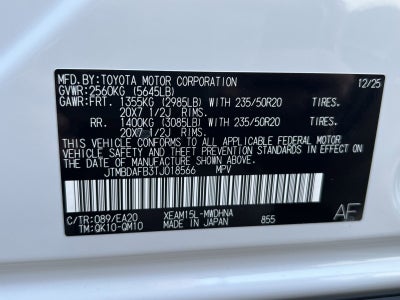 MFD.BY:TOYOTA MOTOR CORPORATION 12/25
GVWR:2560KG (5645LB)
GAWR:FRT. 1355KG (2985LB) WITH 235/50R20 TIRES.
20X7 1/2J RIMS.
RR. 1400KG (3085LB) WITH 235/50R20 TIRES.
20X7 1/2J RIMS.
THIS VEHICLE CONFORMS TO ALL APPLICABLE FEDERAL MOTOR
VEHICLE SAFETY AND THEFT PREVENTION STANDARDS IN EFFECT ON
THE DATE OF MANUFACTURE SHOWN ABOVE.
JTMBDAFB3TJ018566 MPV
C/TR:089/EA20 XEAM15L-MWDHNA
TM:QK10-QM10 MADE IN JAPAN 855 AE